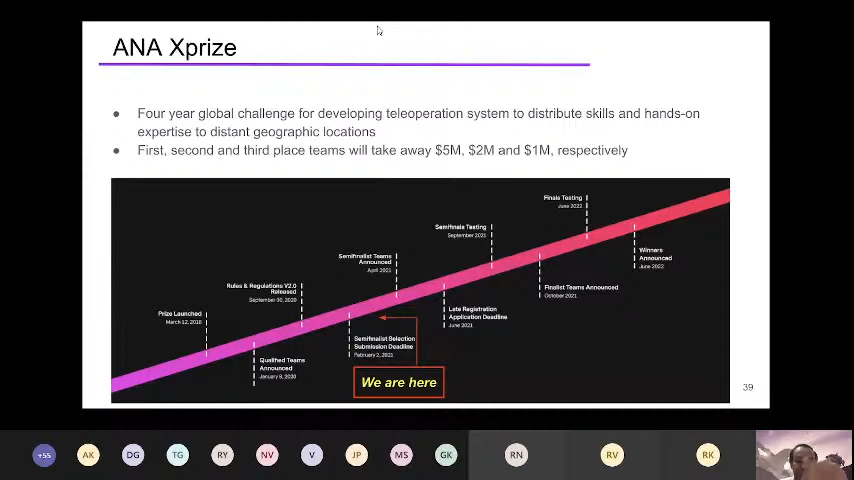 ANA Xprize
● Four year global challenge for developing teleoperation system to distribute skills and hands-on
expertise to distant geographic locations
● First, second and third place teams will take away $5M, $2M and $1M, respectively
Finals Testing
June 2022
Semifinals Testing
September 2021
Winners
Announced
June 2022
Semifinalist Teams
Announced
April 2021
Finalist Teams Announced
October 2021
Rules & Regulations V2.0
Released
September 30, 2020
Late Registration
Application Deadline
June 2021
Prize Launched
March 12, 2018
Semifinalist Selection
Submission Deadline
February 2, 2021
Qualified Teams
Announced
January 9, 2020
We are here
39
+55
AK
DG
TG
RY
NV
V
JP
MS
GK
RN
RV
RK